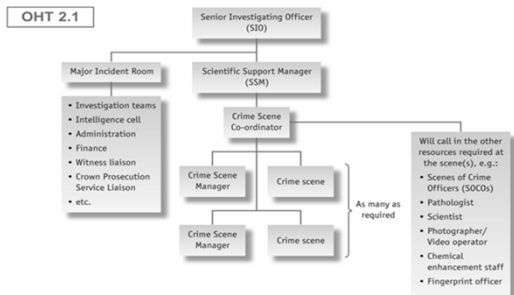 OHT 2.1
Senior Investigating Officer
(SIO)
Major Incident Room
Scientific Support Manager
(SSM)
• Investigation teams
• Intelligence cell
• Administration
• Finance
• Witness liaison
• Crown Prosecution
Service Liaison
• etc.
Crime Scene
Co-ordinator
Crime Scene
Manager
Crime scene
Crime Scene
Manager
Crime scene
As many as
required
Will call in the other
resources required at
the scene(s), e.g.:
• Scenes of Crime
Officers (SOCOs)
• Pathologist
• Scientist
• Photographer/
Video operator
• Chemical
enhancement staff
• Fingerprint officer